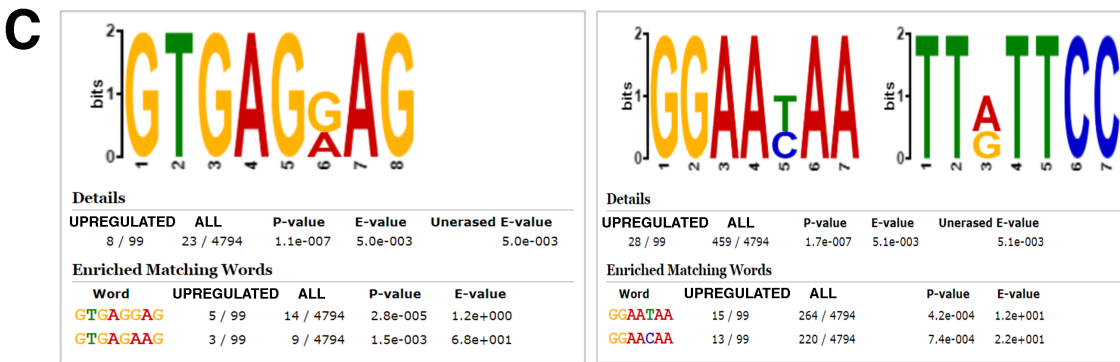 C
2 bits 1 0
GTGAGGAG
A
1 2 3 4 5 6 7 8
Details
UPREGULATED ALL P-value E-value Unerased E-value
8 / 99 23 / 4794 1.1e-007 5.0e-003 5.0e-003
Enriched Matching Words
Word UPREGULATED ALL P-value E-value
GTGAGGAG 5 / 99 14 / 4794 2.8e-005 1.2e+000
GTGAGAAG 3 / 99 9 / 4794 1.5e-003 6.8e+001
2 bits 1 0
GGAATAA
C
1 2 3 4 5 6 7
2 bits 1 0
TTATTCC
G
1 2 3 4 5 6 7
Details
UPREGULATED ALL P-value E-value Unerased E-value
28 / 99 459 / 4794 1.7e-007 5.1e-003 5.1e-003
Enriched Matching Words
Word UPREGULATED ALL P-value E-value
GGAATAA 15 / 99 264 / 4794 4.2e-004 1.2e+001
GGAACAA 13 / 99 220 / 4794 7.4e-004 2.2e+001